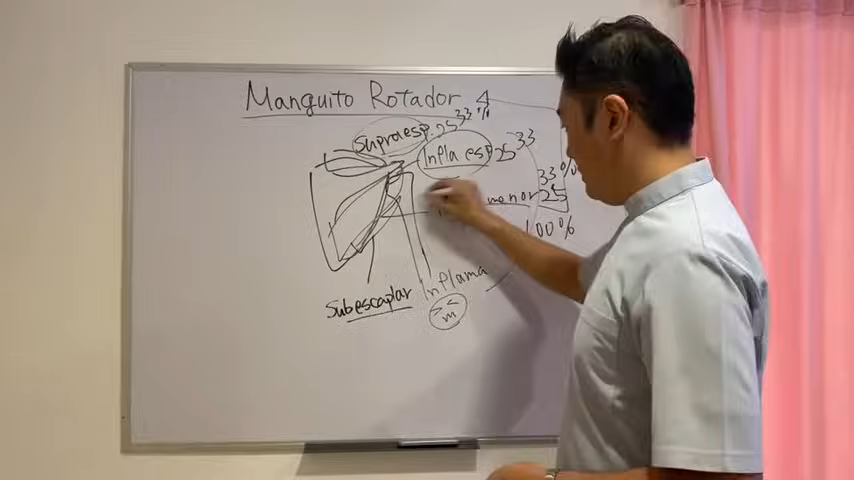 Manguito Rotador 4
Supraesp. 25 33 %
Infla esp 25 33
33 %
menor 25
100 %
Inflama
Subescaplar